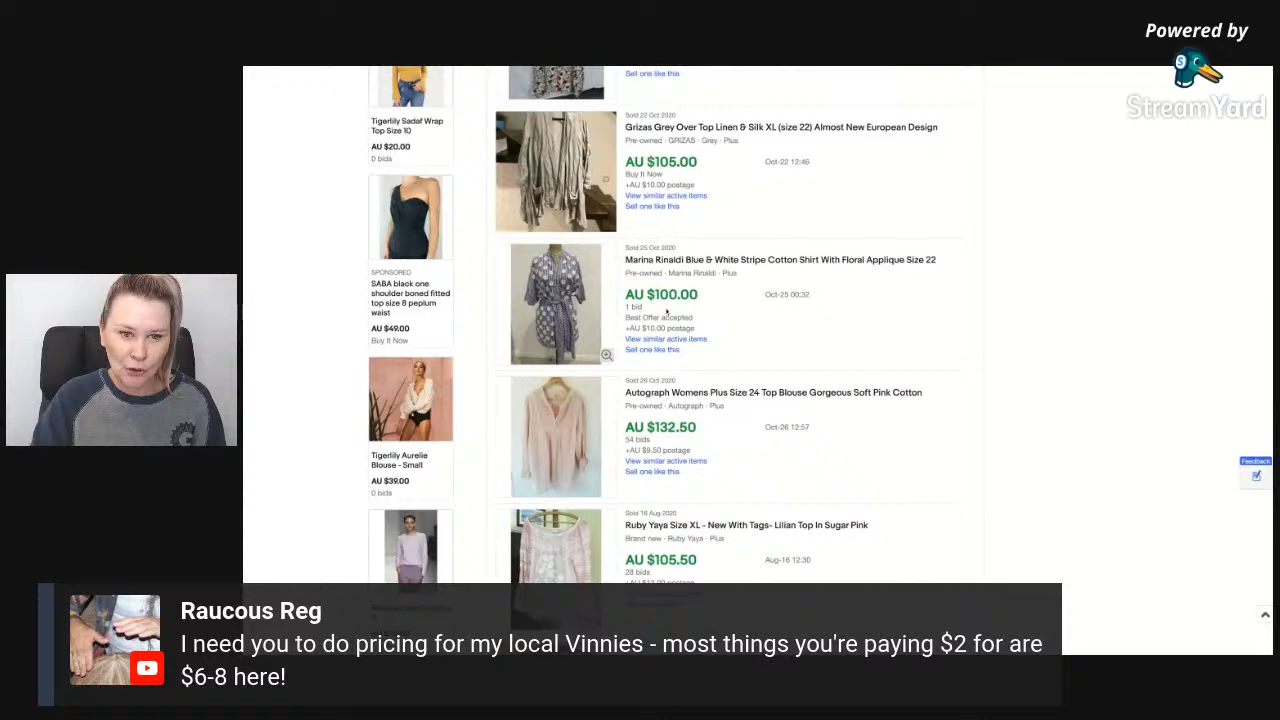 Powered by
StreamYard
Tigerlily Sadaf Wrap
Top Size 10
AU $20.00
0 bids
SPONSORED
SABA black one
shoulder boned fitted
top size 8 peplum
waist
AU $49.00
Buy It Now
Tigerlily Aurelie
Blouse - Small
AU $39.00
0 bids
Sell one like this
Sold 22 Oct 2020
Grizas Grey Over Top Linen & Silk XL (size 22) Almost New European Design
Pre-owned · GRIZAS · Grey · Plus
AU $105.00
Oct-22 12:46
Buy It Now
+AU $10.00 postage
View similar active items
Sell one like this
Sold 25 Oct 2020
Marina Rinaldi Blue & White Stripe Cotton Shirt With Floral Applique Size 22
Pre-owned · Marina Rinaldi · Plus
AU $100.00
Oct-25 00:32
1 bid
Best Offer accepted
+AU $10.00 postage
View similar active items
Sell one like this
Sold 26 Oct 2020
Autograph Womens Plus Size 24 Top Blouse Gorgeous Soft Pink Cotton
Pre-owned · Autograph · Plus
AU $132.50
Oct-26 12:57
54 bids
+AU $9.50 postage
View similar active items
Sell one like this
Sold 16 Aug 2020
Ruby Yaya Size XL - New With Tags- Lilian Top In Sugar Pink
Brand new · Ruby Yaya · Plus
AU $105.50
Aug-16 12:30
28 bids
Feedback
Raucous Reg
I need you to do pricing for my local Vinnies - most things you're paying $2 for are
$6-8 here!